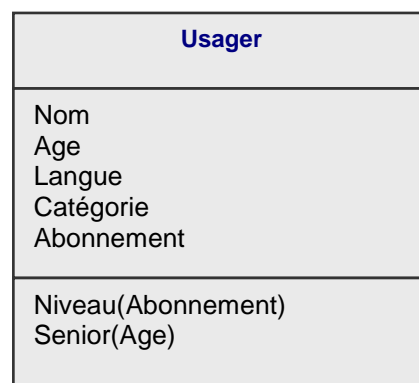 Usager
Nom
Age
Langue
Catégorie
Abonnement
Niveau(Abonnement)
Senior(Age)